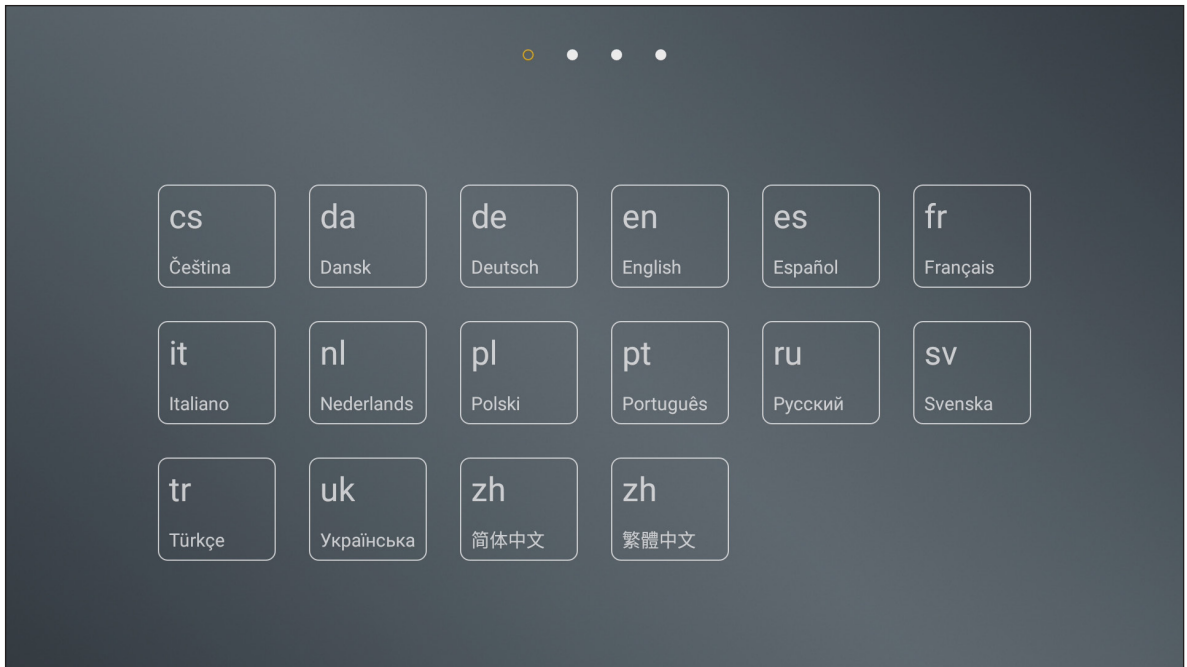 cs
Čeština
da
Dansk
de
Deutsch
en
English
es
Español
fr
Français
it
Italiano
nl
Nederlands
pl
Polski
pt
Português
ru
Русский
sv
Svenska
tr
Türkçe
uk
Українська
zh
简体中文
zh
繁體中文